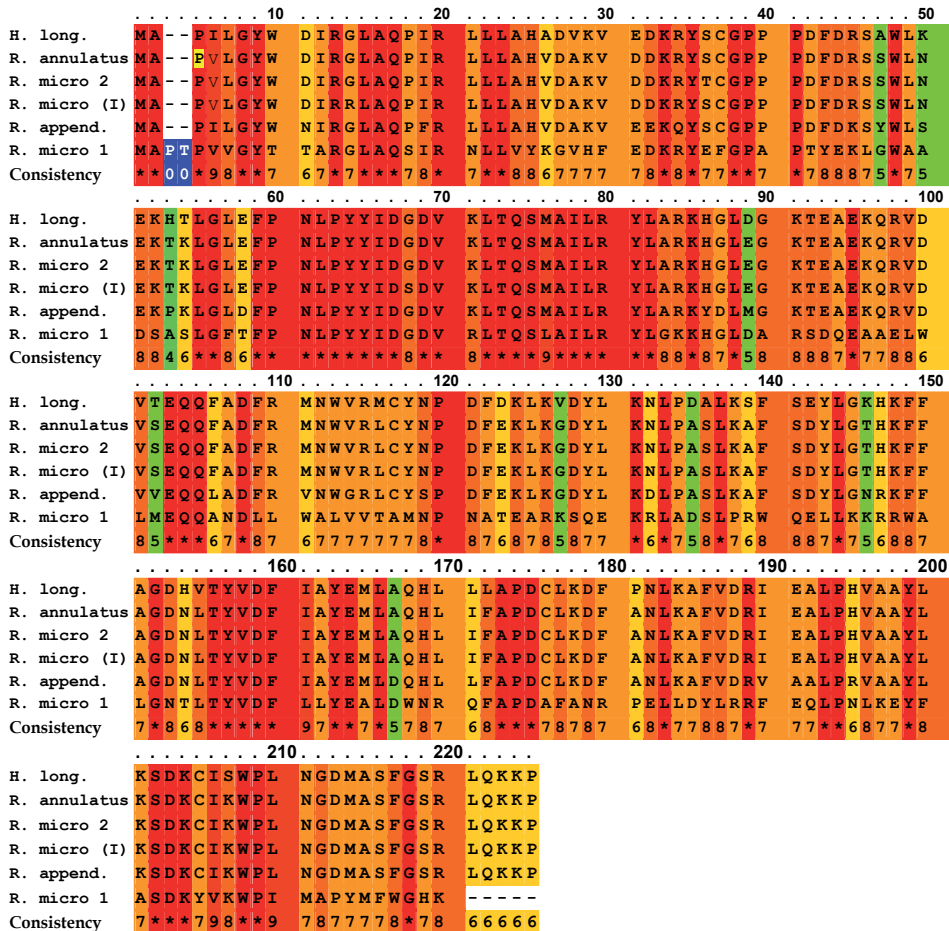 . . . . . . . . . 10 . . . . . . . . . 20 . . . . . . . . . 30 . . . . . . . . . 40 . . . . . . . . . 50
H. long. MA--PILGYW DIRGLAQPIR LLLAHADVKV EDKRYSCGPP PDFDRSAWLK
R. annulatus MA--PVLGYW DIRGLAQPIR LLLAHVDAKV DDKRYSCGPP PDFDRSSWLN
R. micro 2 MA--PVLGYW DIRGLAQPIR LLLAHVDAKV DDKRYTCGPP PDFDRSSWLN
R. micro (I) MA--PVLGYW DIRRLAQPIR LLLAHVDAKV DDKRYSCGPP PDFDRSSWLN
R. append. MA--PILGYW NIRGLAQPFR LLLAHVDAKV EEKQYSCGPP PDFDKSYWLS
R. micro 1 MAPTPVVGYT TARGLAQSIR NLLVYKGVHF EDKRYEFGPA PTYEKLGWAA
Consistency **00*98**7 67*7***78* 7**8867777 78*8*77**7 *788875*75
. . . . . . . . . 60 . . . . . . . . . 70 . . . . . . . . . 80 . . . . . . . . . 90 . . . . . . . . . 100
H. long. EKHTLGLEFP NLPYYIDGDV KLTQSMAILR YLARKHGLDG KTEAEKQRVD
R. annulatus EKTKLGLEFP NLPYYIDGDV KLTQSMAILR YLARKHGLEG KTEAEKQRVD
R. micro 2 EKTKLGLEFP NLPYYIDGDV KLTQSMAILR YLARKHGLEG KTEAEKQRVD
R. micro (I) EKTKLGLEFP NLPYYIDSDV KLTQSMAILR YLARKHGLEG KTEAEKQRVD
R. append. EKPKLGLDFP NLPYYIDGDV KLTQSMAILR YLARKYDLMG KTEAEKQRVD
R. micro 1 DSASLGFTFP NLPYYIDGDV RLTQSLAILR YLGKKHGLDA RSDQEAAELW
Consistency 8846**86** *******8** 8****9**** **88*87*58 8887*77886
. . . . . . . . . 110 . . . . . . . . . 120 . . . . . . . . . 130 . . . . . . . . . 140 . . . . . . . . . 150
H. long. VTEQQFADFR MNWVRMCYNP DFDKLKVDYL KNLPDALKSF SEYLGKHKFF
R. annulatus VSEQQFADFR MNWVRLCYNP DFEKLKGDYL KNLPASLKAF SDYLGTHKFF
R. micro 2 VSEQQFADFR MNWVRLCYNP DFEKLKGDYL KNLPASLKAF SDYLGTHKFF
R. micro (I) VSEQQFADFR MNWVRLCYNP DFEKLKGDYL KNLPASLKAF SDYLGTHKFF
R. append. VVEQQLADFR VNWGRLCYSP DFEKLKGDYL KDLPASLKAF SDYLGNRKFF
R. micro 1 LMEQQANDLL WALVVTAMNP NATEARKSQE KRLADSLPRW QELLKKRRWA
Consistency 85***67*87 677777778* 8768785877 *6*758*768 887*756887
. . . . . . . . . 160 . . . . . . . . . 170 . . . . . . . . . 180 . . . . . . . . . 190 . . . . . . . . . 200
H. long. AGDHVTYVDF IAYEMLAQHL LLAPDCLKDF PNLKAFVDRI EALPHVAAYL
R. annulatus AGDNLTYVDF IAYEMLAQHL IFAPDCLKDF ANLKAFVDRI EALPHVAAYL
R. micro 2 AGDNLTYVDF IAYEMLAQHL IFAPDCLKDF ANLKAFVDRI EALPHVAAYL
R. micro (I) AGDNLTYVDF IAYEMLAQHL IFAPDCLKDF ANLKAFVDRI EALPHVAAYL
R. append. AGDNLTYVDF IAYEMLDQHL LFAPDCLKDF ANLKAFVDRV AALPRVAAYL
R. micro 1 LGNTLTYVDF LLYEALDWNR QFAPDAFANR PELLDYLRRF EQLPNLKEYF
Consistency 7*868***** 97**7*5787 68***78787 68*77887*7 77**6877*8
. . . . . . . . . 210 . . . . . . . . . 220 . . . . .
H. long. KSDKCISWPL NGDMASFGSR LQKKP
R. annulatus KSDKCIKWPL NGDMASFGSR LQKKP
R. micro 2 KSDKCIKWPL NGDMASFGSR LQKKP
R. micro (I) KSDKCIKWPL NGDMASFGSR LQKKP
R. append. KSDKCIKWPL NGDMASFGSR LQKKP
R. micro 1 ASDKYVKWPI MAPYMFWGHK -----
Consistency 7***798**9 7877778*78 66666